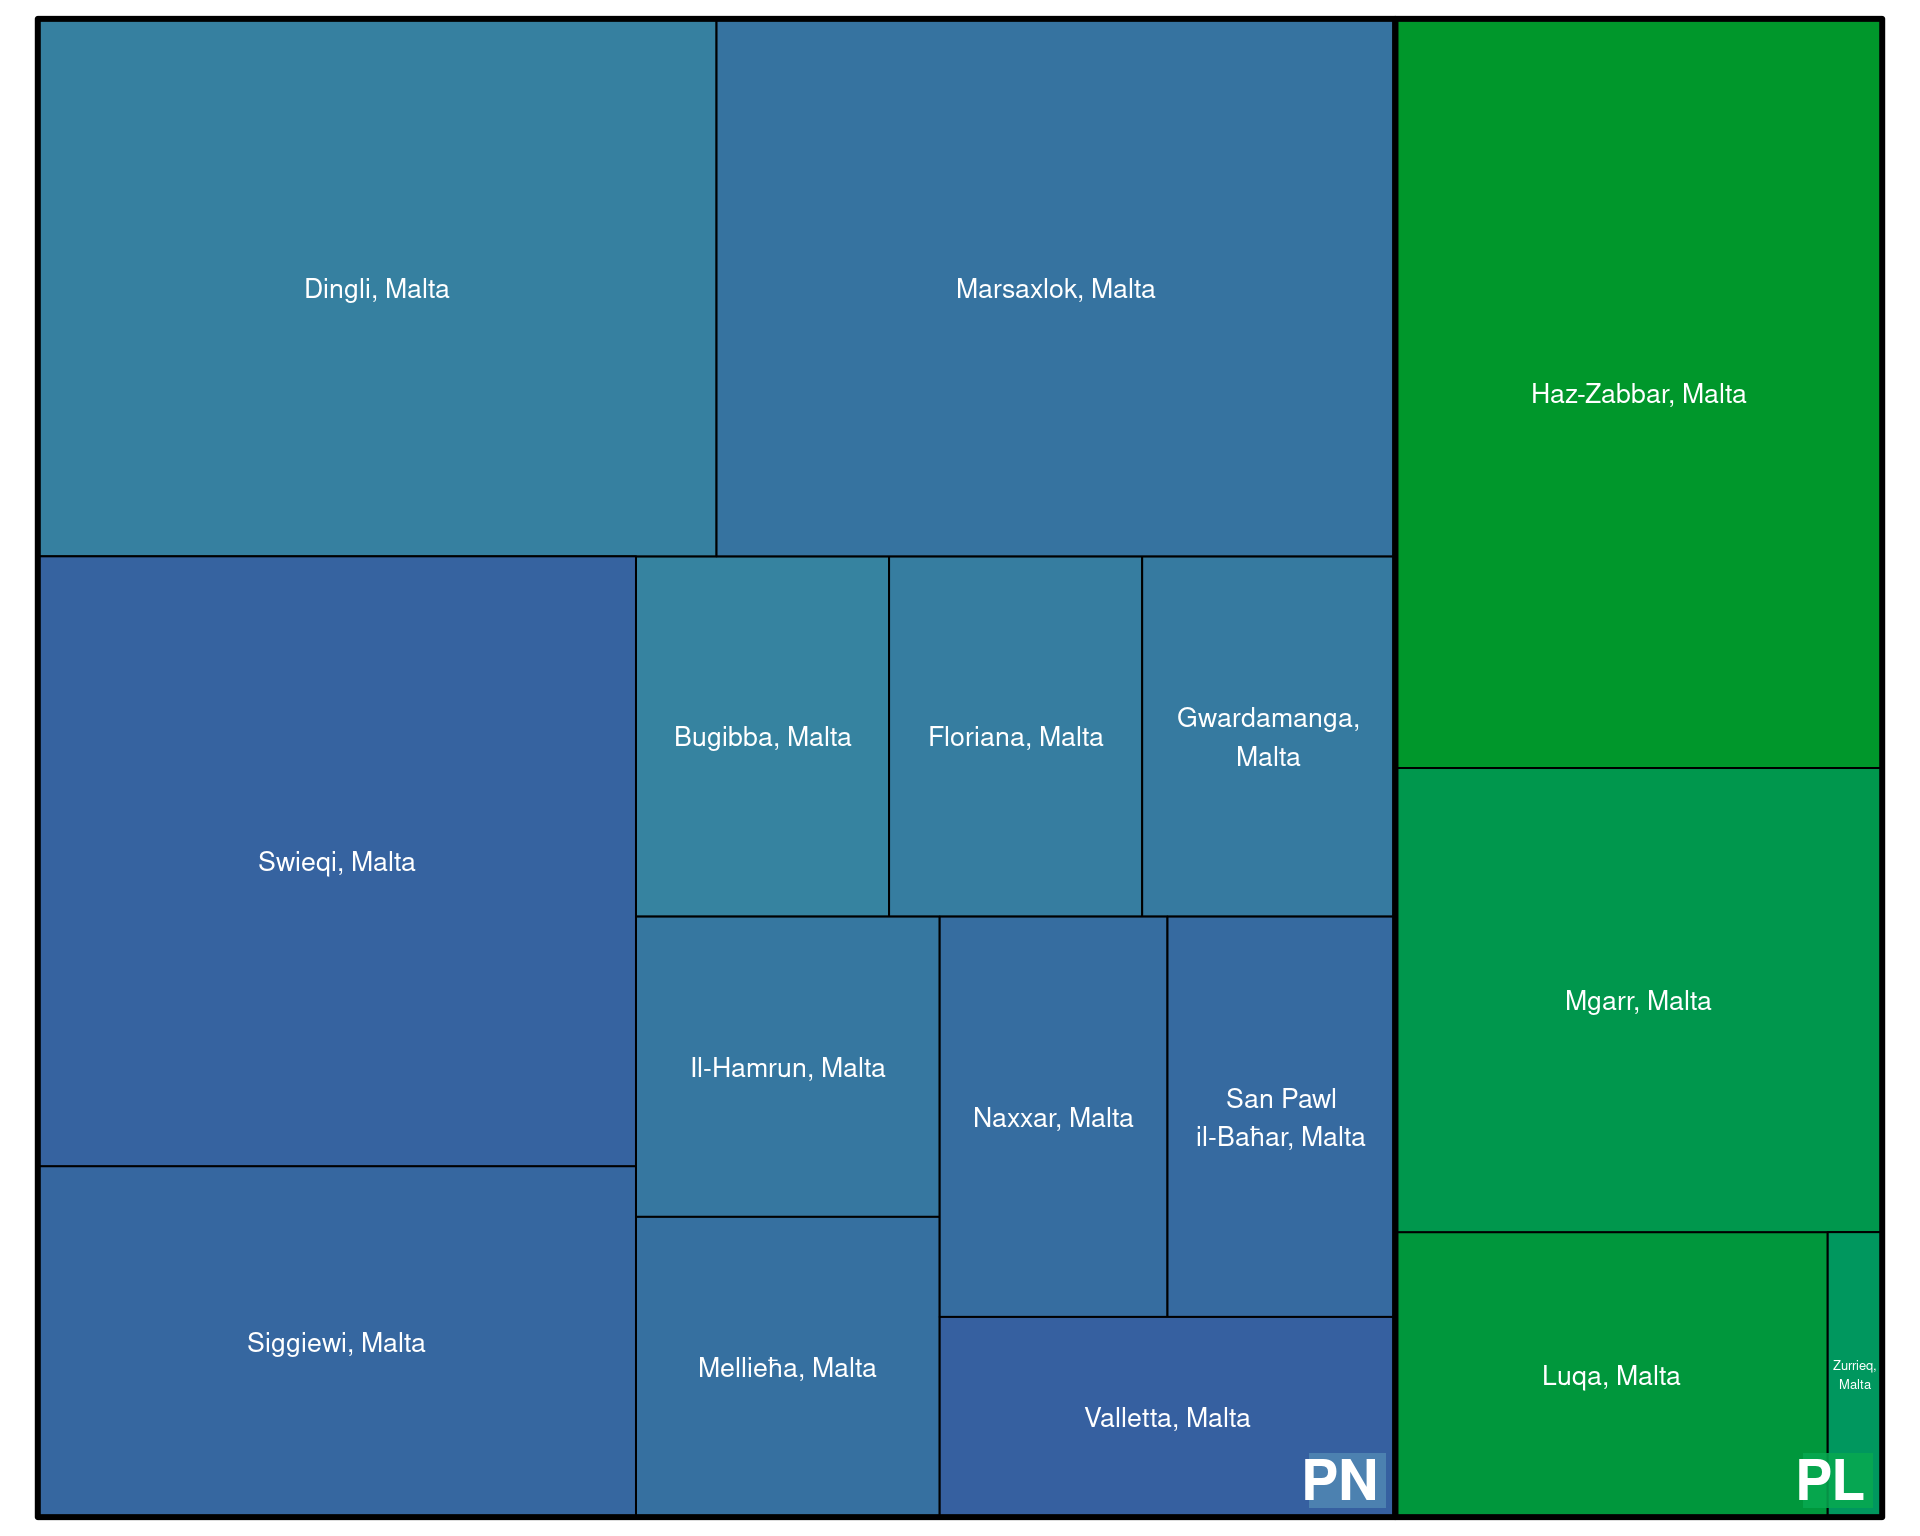 Dingli, Malta
Marsaxlok, Malta
Haz-Zabbar, Malta
Swieqi, Malta
Bugibba, Malta
Floriana, Malta
Gwardamanga,
Malta
Il-Hamrun, Malta
Naxxar, Malta
San Pawl
il-Baħar, Malta
Mgarr, Malta
Siggiewi, Malta
Mellieħa, Malta
Valletta, Malta
PN
Luqa, Malta
Zurrieq,
Malta
PL